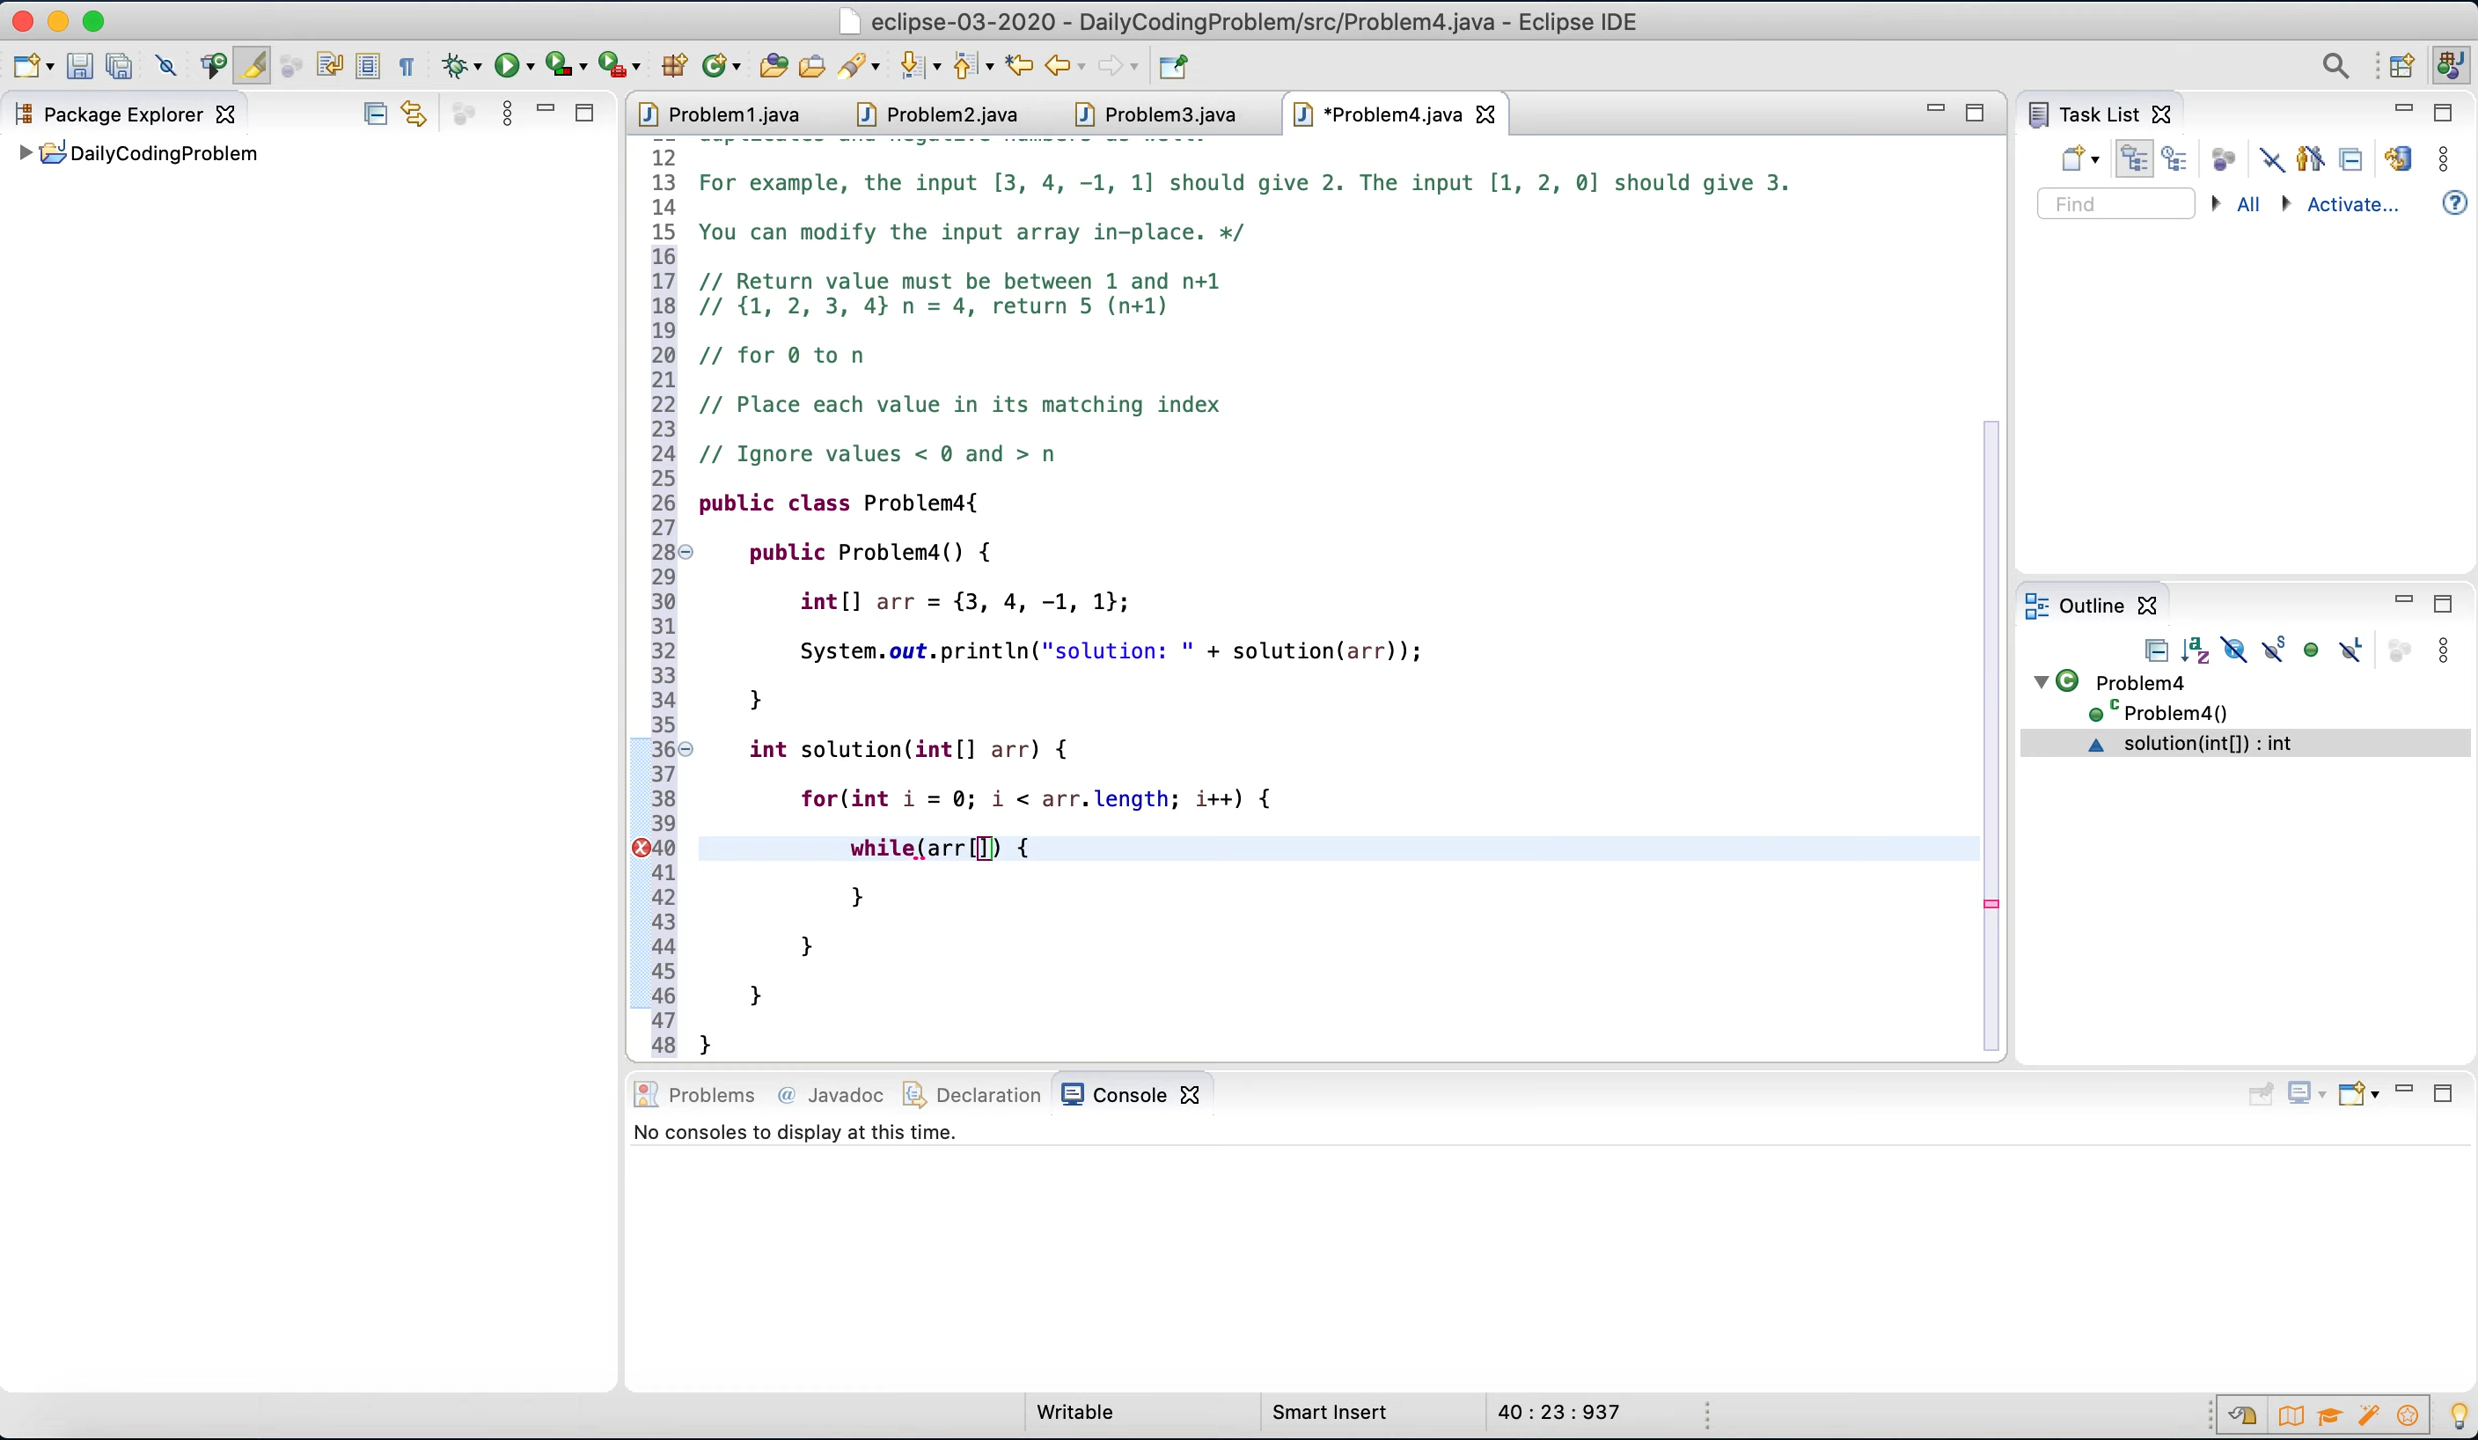 eclipse-03-2020 - DailyCodingProblem/src/Problem4.java - Eclipse IDE
Package Explorer
DailyCodingProblem
Problem1.java
Problem2.java
Problem3.java
*Problem4.java
12
13 For example, the input [3, 4, -1, 1] should give 2. The input [1, 2, 0] should give 3.
14
15 You can modify the input array in-place. */
16
17 // Return value must be between 1 and n+1
18 // {1, 2, 3, 4} n = 4, return 5 (n+1)
19
20 // for 0 to n
21
22 // Place each value in its matching index
23
24 // Ignore values < 0 and > n
25
26 public class Problem4{
27
28 public Problem4() {
29
30 int[] arr = {3, 4, -1, 1};
31
32 System.out.println("solution: " + solution(arr));
33
34 }
35
36 int solution(int[] arr) {
37
38 for(int i = 0; i < arr.length; i++) {
39
40 while(arr[]) {
41
42 }
43
44 }
45
46 }
47
48 }
Task List
Find
All
Activate...
Outline
Problem4
Problem4()
solution(int[]) : int
Problems
@ Javadoc
Declaration
Console
No consoles to display at this time.
Writable
Smart Insert
40 : 23 : 937